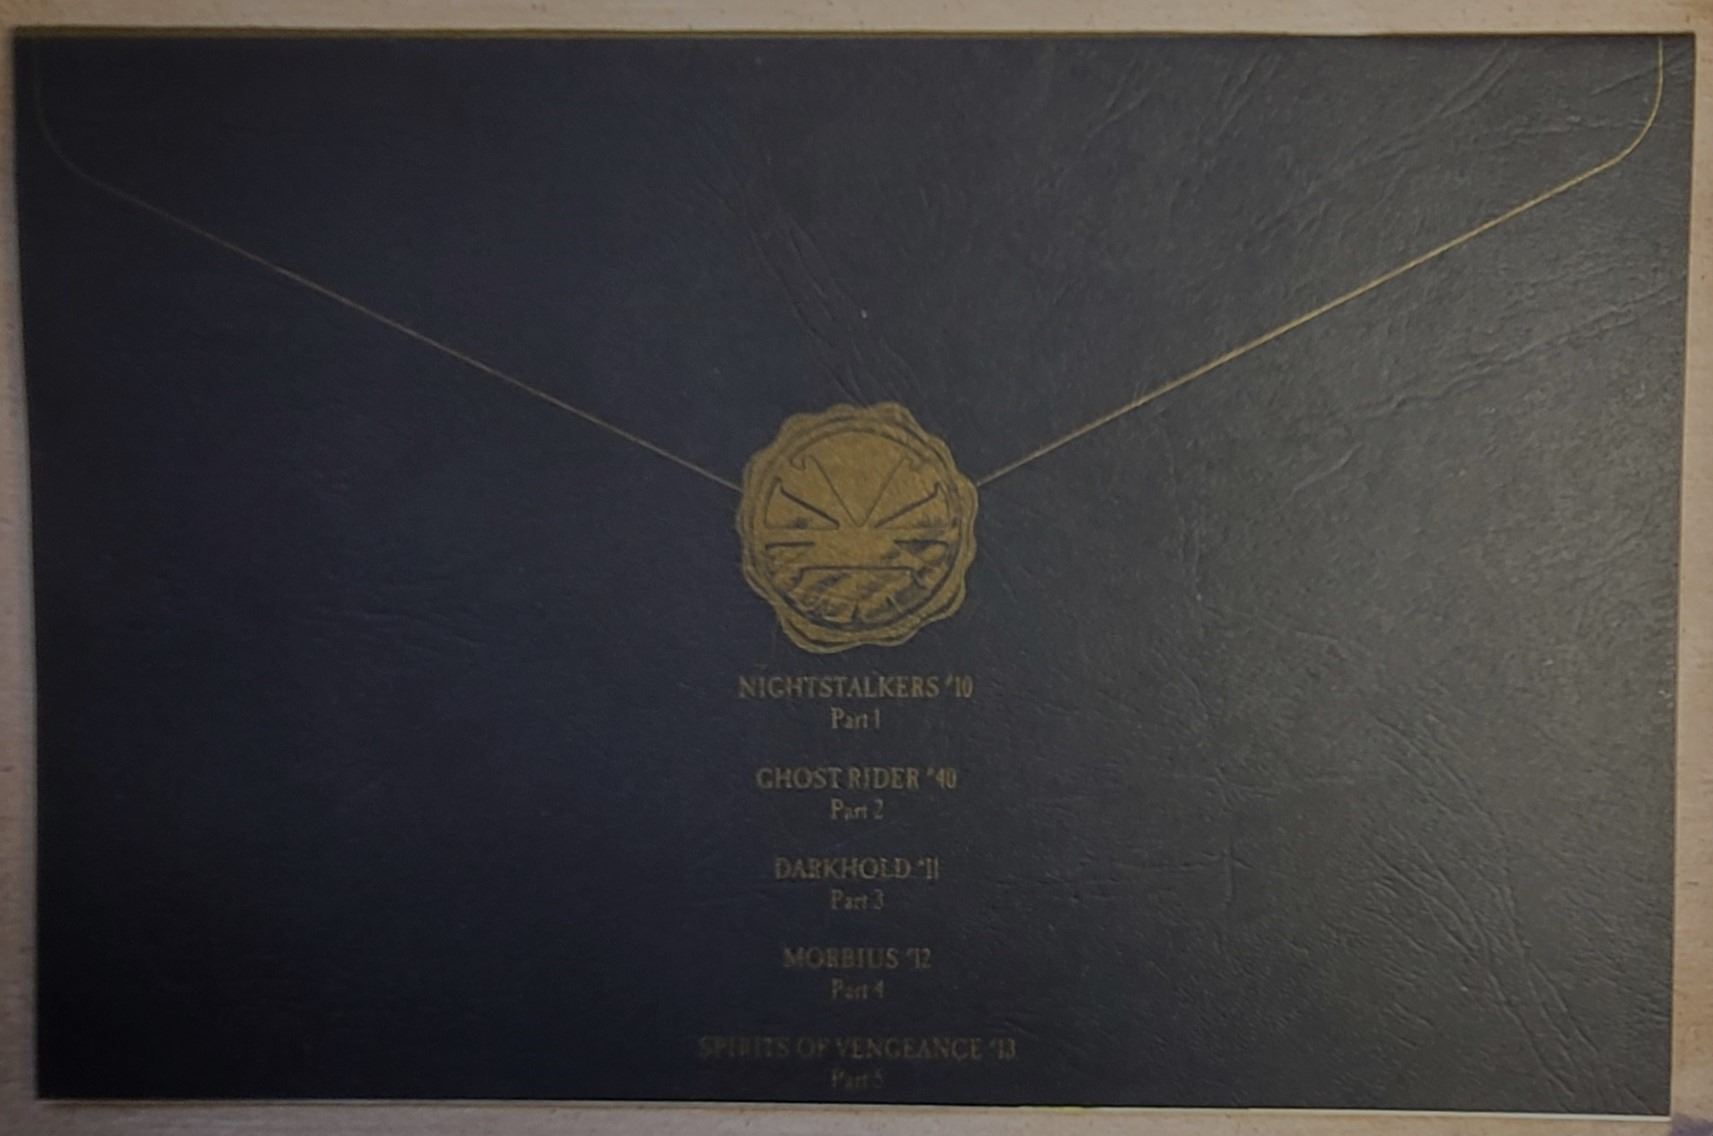 NIGHTSTALKERS #10
Part 1
GHOST RIDER #40
Part 2
DARKHOLD #11
Part 3
MORBIUS #12
Part 4
SPIRITS OF VENGEANCE #13
Part 5